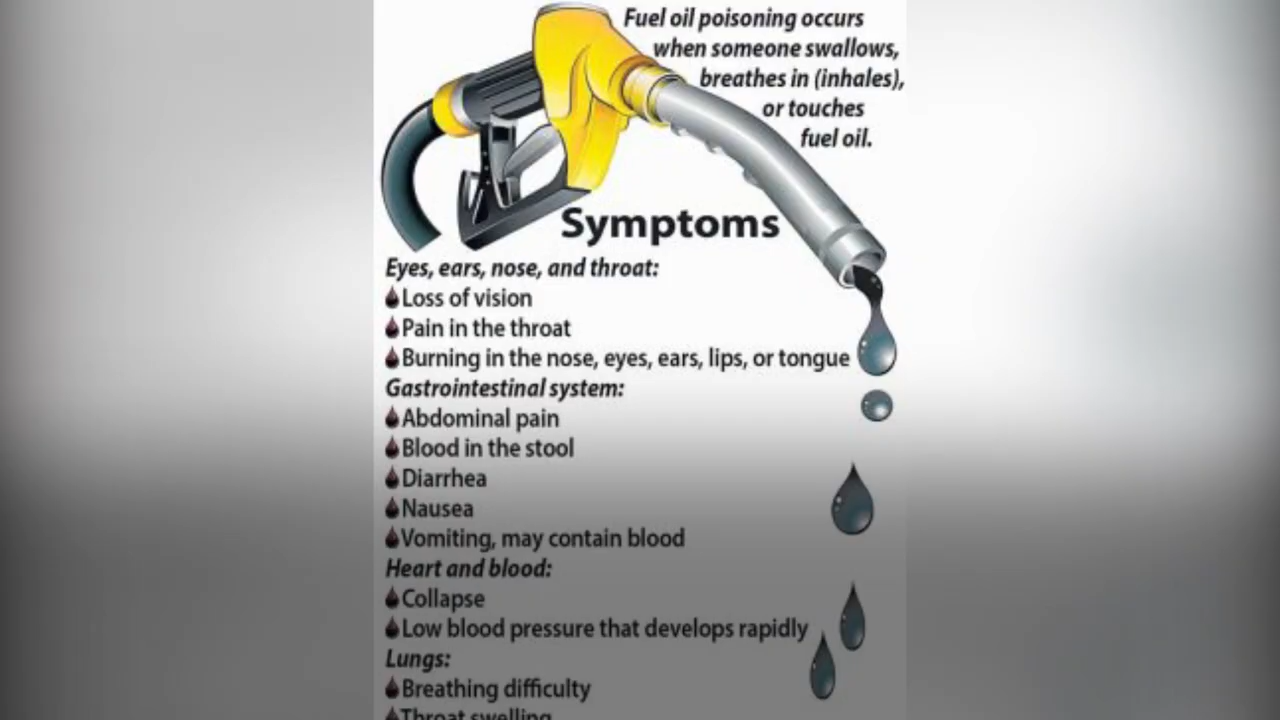 Fuel oil poisoning occurs
when someone swallows,
breathes in (inhales),
or touches
fuel oil.
Symptoms
Eyes, ears, nose, and throat:
Loss of vision
Pain in the throat
Burning in the nose, eyes, ears, lips, or tongue
Gastrointestinal system:
Abdominal pain
Blood in the stool
Diarrhea
Nausea
Vomiting, may contain blood
Heart and blood:
Collapse
Low blood pressure that develops rapidly
Lungs:
Breathing difficulty
Throat swelling